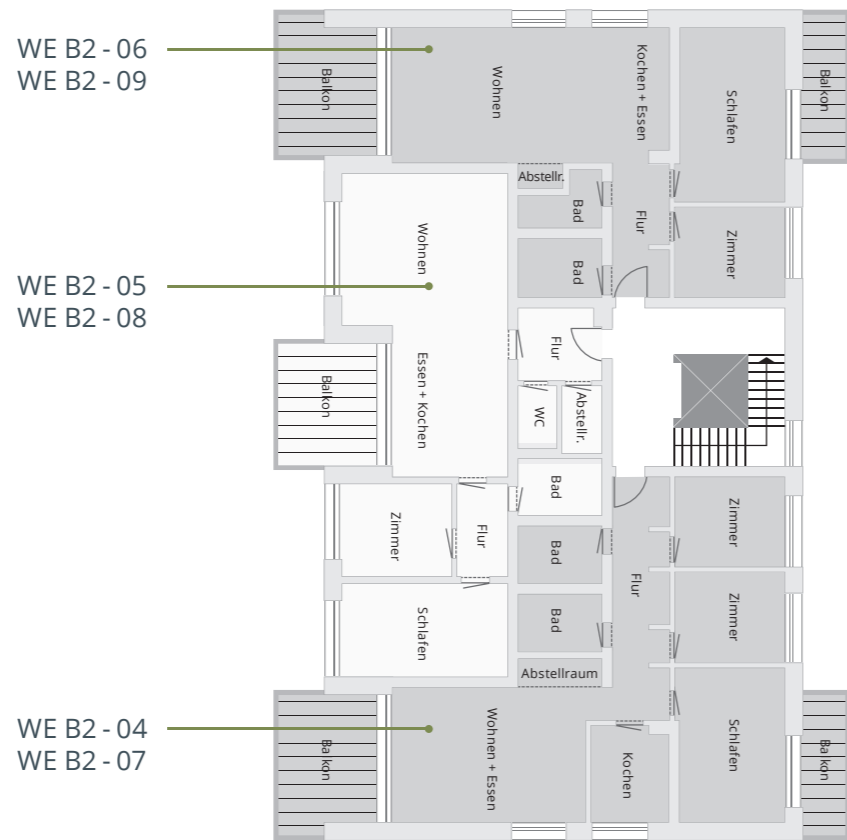 WE B2 - 06
WE B2 - 09
Balkon
Wohnen
Kochen + Essen
Schlafen
Balkon
Abstellr.
Bad
Flur
Zimmer
Bad
WE B2 - 05
WE B2 - 08
Wohnen
Essen + Kochen
Balkon
Flur
WC
Abstellr.
Bad
Zimmer
Flur
Schlafen
Bad
Bad
Flur
Zimmer
Zimmer
Abstellraum
WE B2 - 04
WE B2 - 07
Balkon
Wohnen + Essen
Kochen
Schlafen
Balkon